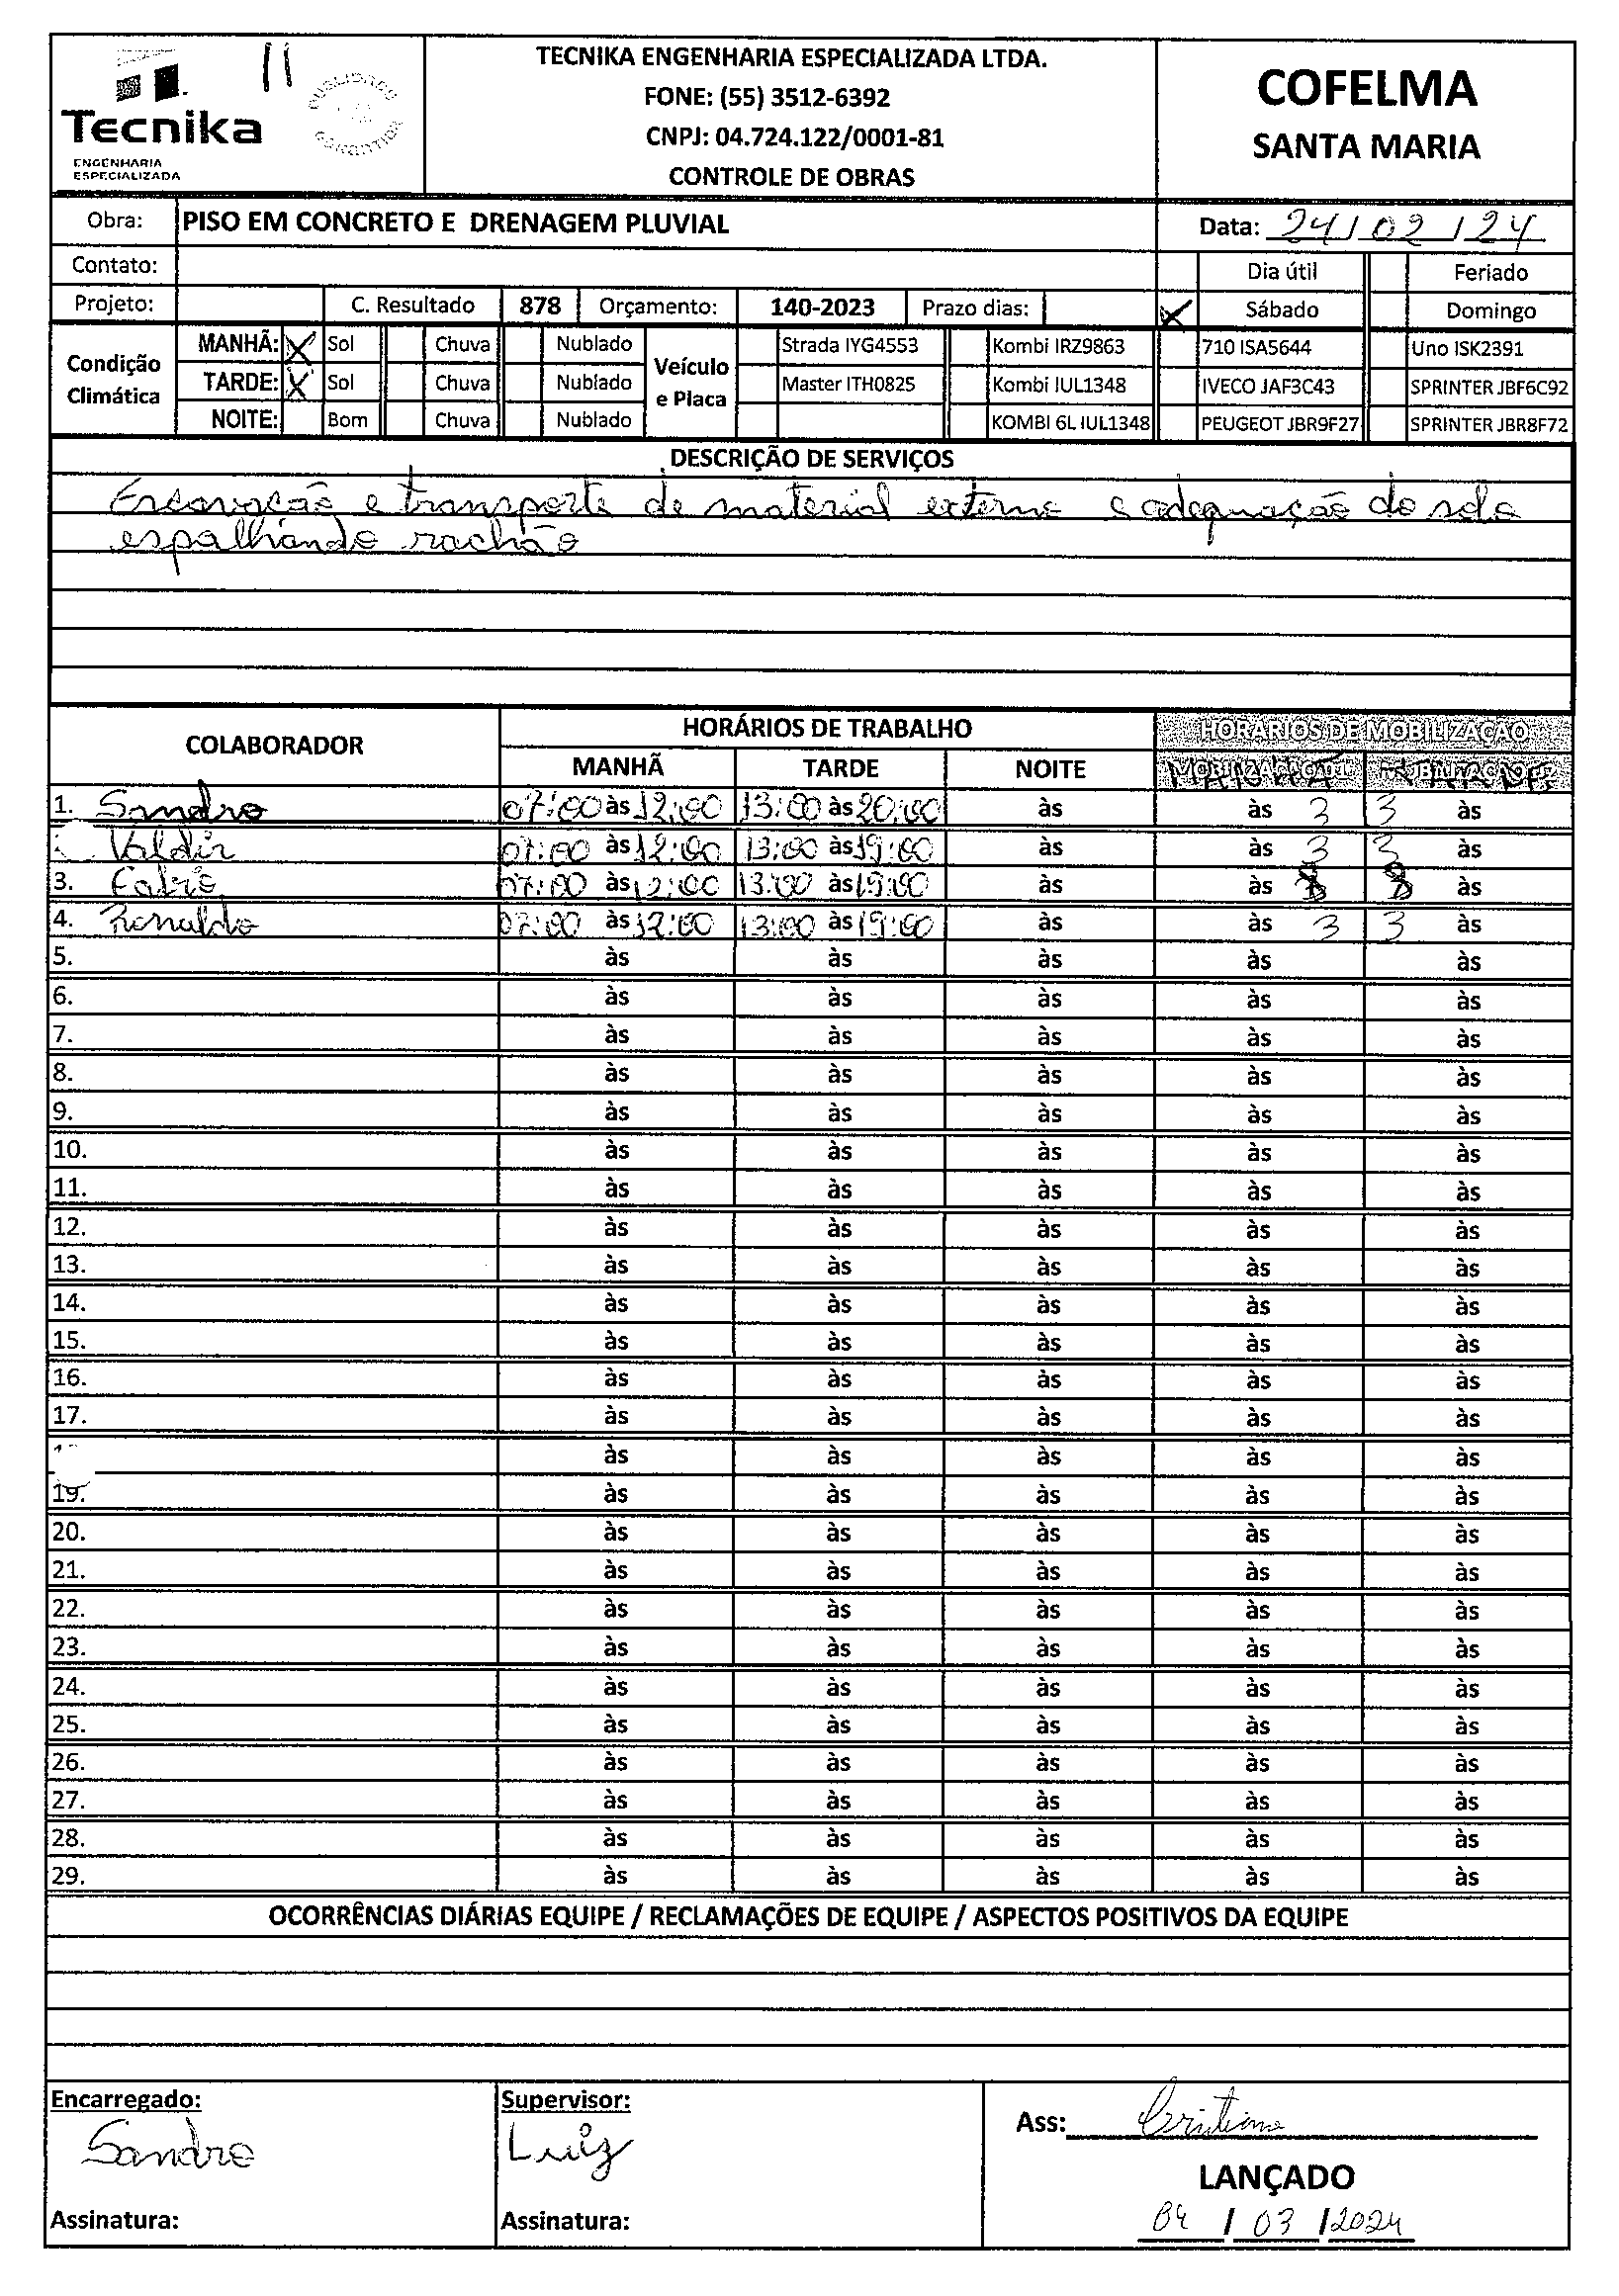 Tecnika
ENGENHARIA
ESPECIALIZADA
11
TECNIKA ENGENHARIA ESPECIALIZADA LTDA.
FONE: (55) 3512-6392
CNPJ: 04.724.122/0001-81
CONTROLE DE OBRAS
COFELMA
SANTA MARIA
Obra: PISO EM CONCRETO E DRENAGEM PLUVIAL Data: 24/02/24
Contato: Dia útil Feriado
Projeto: C. Resultado 878 Orçamento: 140-2023 Prazo dias: X Sábado Domingo
Condição Climática
MANHÃ: X Sol Chuva Nublado
TARDE: X Sol Chuva Nublado
NOITE: Bom Chuva Nublado
Veículo e Placa
Strada IYG4553 Kombi IRZ9863 710 ISA5644 Uno ISK2391
Master ITH0825 Kombi IUL1348 IVECO JAF3C43 SPRINTER JBF6C92
KOMBI 6L IUL1348 PEUGEOT JBR9F27 SPRINTER JBR8F72
DESCRIÇÃO DE SERVIÇOS
Escavação e transporte de material externo e adequação do solo
espalhando rachão
COLABORADOR HORÁRIOS DE TRABALHO HORÁRIOS DE MOBILIZAÇÃO
MANHÃ TARDE NOITE MANHÃ TARDE
1. Sandro 07:00 às 12:00 13:00 às 20:00 às às 3 3 às
Valdir 07:00 às 12:00 13:00 às 19:00 às às 3 3 às
3. 07:00 às 12:00 13:00 às 19:00 às às às
4. Ronaldo 07:00 às 12:00 13:00 às 19:00 às às 3 3 às
5. às às às às às
6. às às às às às
7. às às às às às
8. às às às às às
9. às às às às às
10. às às às às às
11. às às às às às
12. às às às às às
13. às às às às às
14. às às às às às
15. às às às às às
16. às às às às às
17. às às às às às
às às às às às
19. às às às às às
20. às às às às às
21. às às às às às
22. às às às às às
23. às às às às às
24. às às às às às
25. às às às às às
26. às às às às às
27. às às às às às
28. às às às às às
29. às às às às às
OCORRÊNCIAS DIÁRIAS EQUIPE / RECLAMAÇÕES DE EQUIPE / ASPECTOS POSITIVOS DA EQUIPE
Encarregado: Supervisor:
Sandro Luiz
Ass: Cristiane
LANÇADO
Assinatura: Assinatura:
04 / 03 / 2024